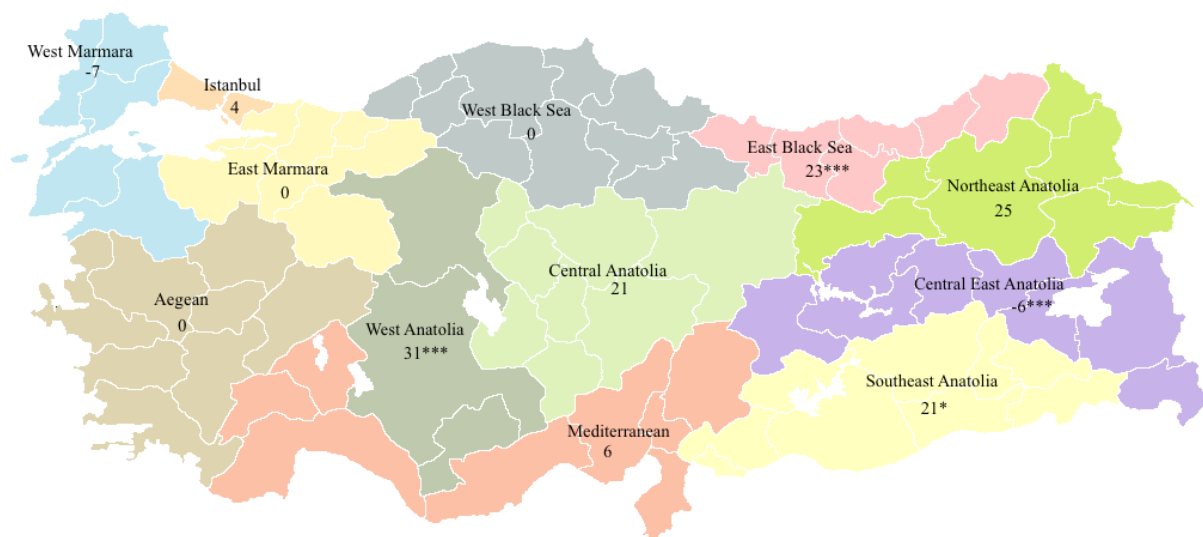 West Marmara
-7
Istanbul
4
West Black Sea
0
East Black Sea
23***
East Marmara
0
Northeast Anatolia
25
Central Anatolia
21
Central East Anatolia
-6***
Aegean
0
West Anatolia
31***
Southeast Anatolia
21*
Mediterranean
6